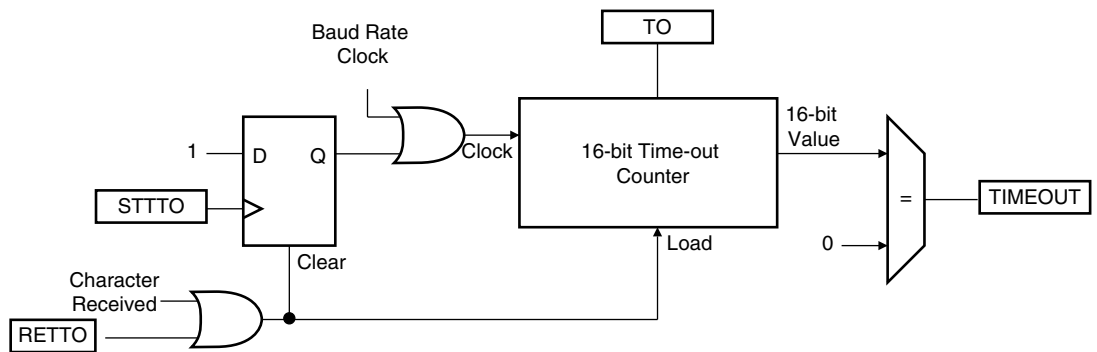 TO
Baud Rate
Clock
16-bit
Value
1
D
Q
Clock
16-bit Time-out
Counter
STTTO
=
TIMEOUT
Clear
Load
0
Character
Received
RETTO